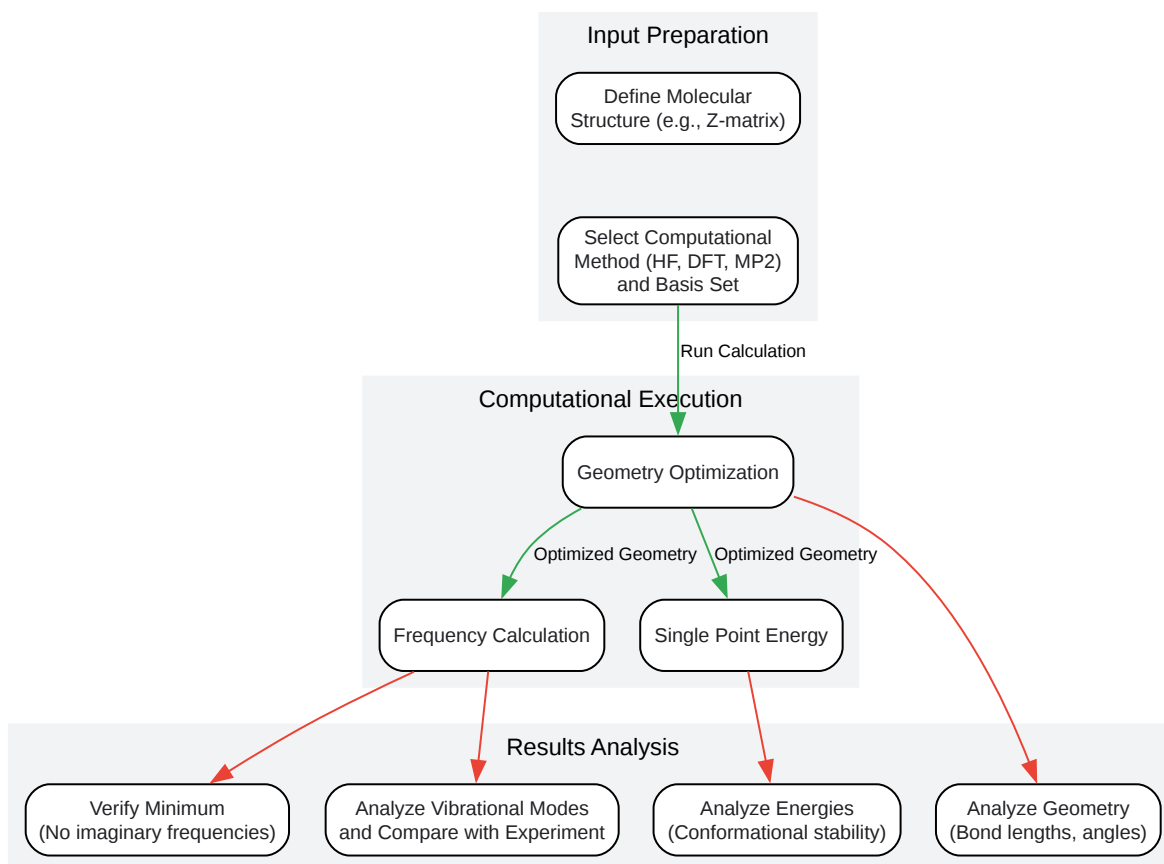 Input Preparation
Define Molecular
Structure (e.g., Z-matrix)
Select Computational
Method (HF, DFT, MP2)
and Basis Set
Run Calculation
Computational Execution
Geometry Optimization
Optimized Geometry
Optimized Geometry
Frequency Calculation
Single Point Energy
Results Analysis
Verify Minimum
(No imaginary frequencies)
Analyze Vibrational Modes
and Compare with Experiment
Analyze Energies
(Conformational stability)
Analyze Geometry
(Bond lengths, angles)